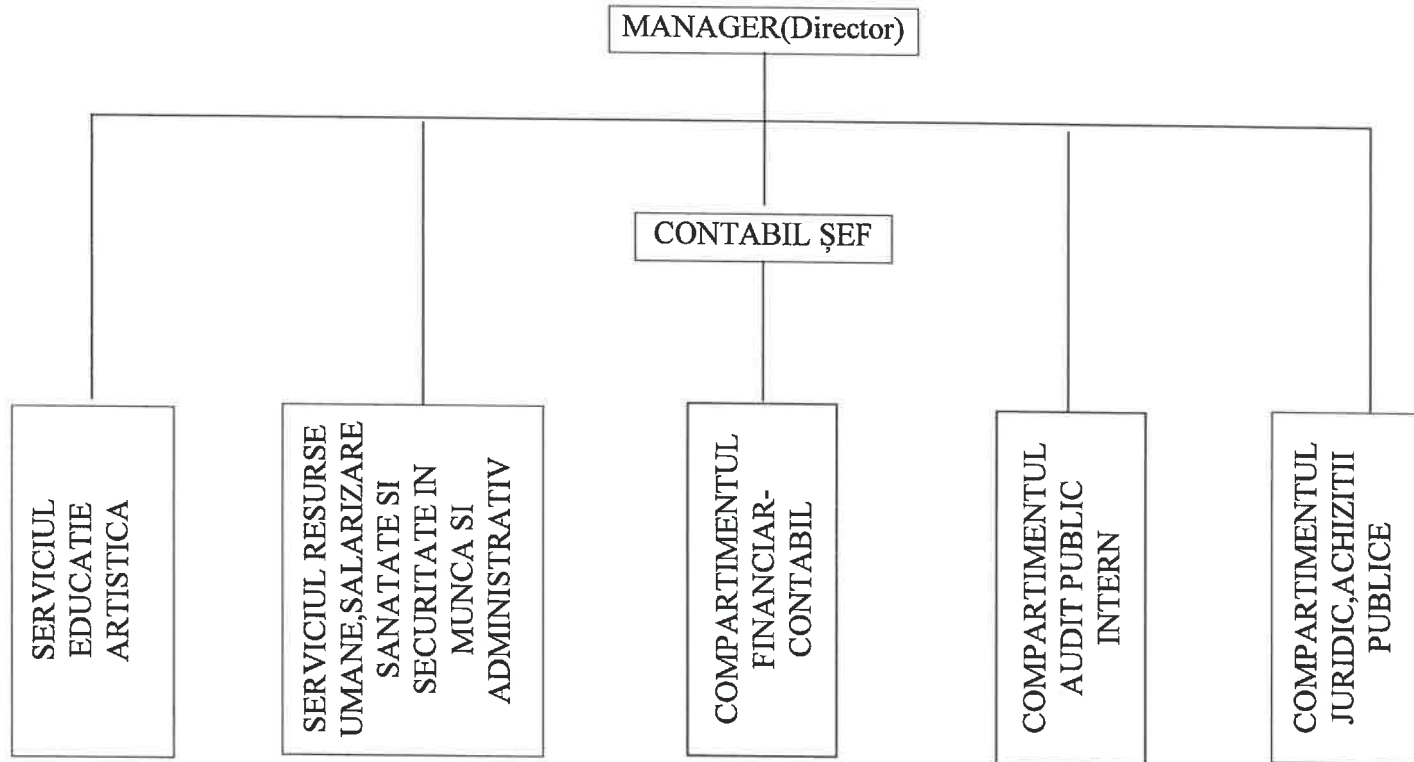 MANAGER(Director)
CONTABIL ȘEF
SERVICIUL
EDUCATIE
ARTISTICA
SERVICIUL RESURSE
UMANE,SALARIZARE
SANATATE SI
SECURITATE IN
MUNCA SI
ADMINISTRATIV
COMPARTIMENTUL
FINANCIAR-
CONTABIL
COMPARTIMENTUL
AUDIT PUBLIC
INTERN
COMPARTIMENTUL
JURIDIC,ACHIZITII
PUBLICE